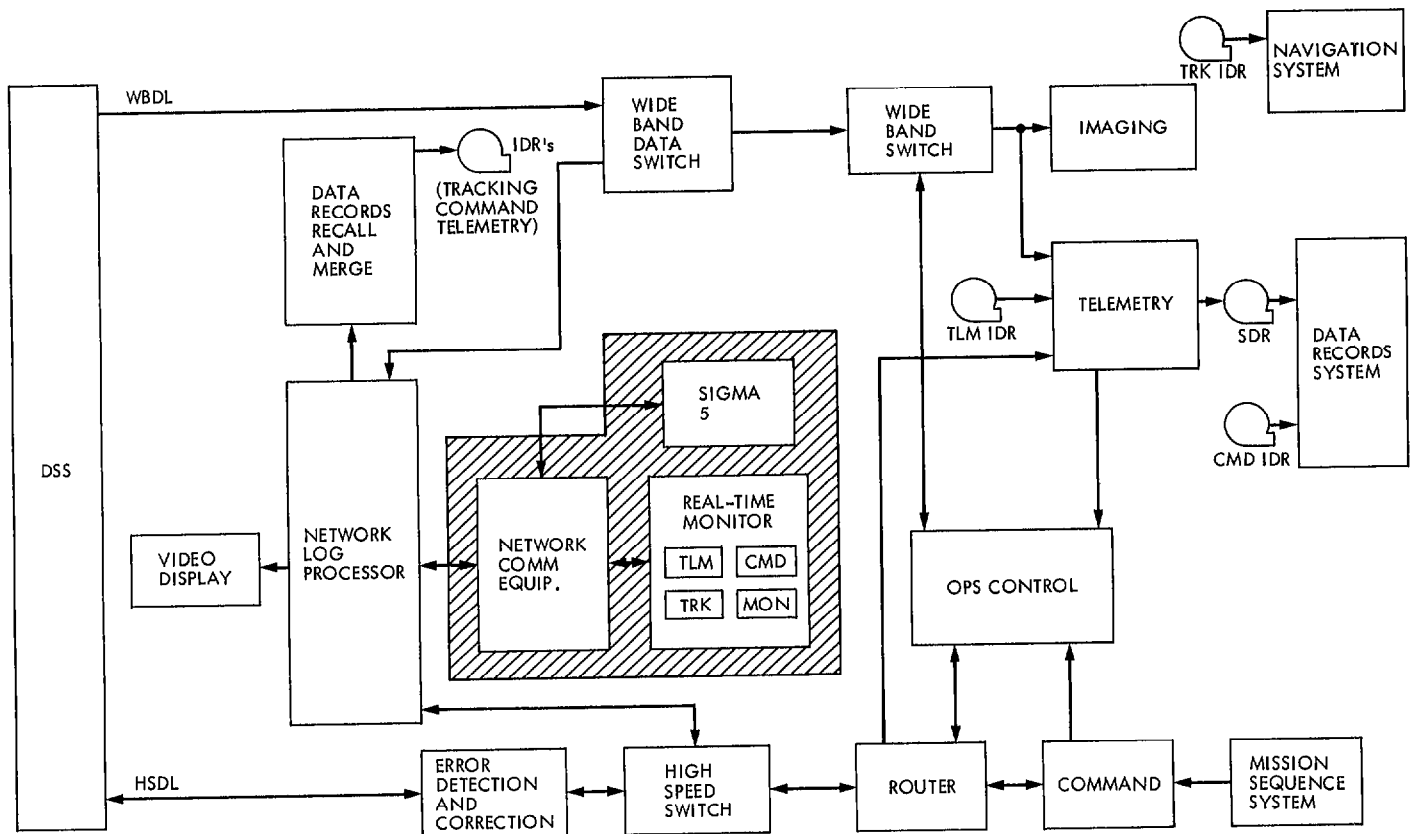 TRK IDR
NAVIGATION
SYSTEM
WBDL
WIDE
BAND
DATA
SWITCH
WIDE
BAND
SWITCH
IMAGING
DATA
RECORDS
RECALL
AND
MERGE
IDR's
(TRACKING
COMMAND
TELEMETRY)
TLM IDR
TELEMETRY
SDR
DATA
RECORDS
SYSTEM
CMD IDR
SIGMA
5
DSS
VIDEO
DISPLAY
NETWORK
LOG
PROCESSOR
NETWORK
COMM
EQUIP.
REAL-TIME
MONITOR
TLM
CMD
TRK
MON
OPS CONTROL
HSDL
ERROR
DETECTION
AND
CORRECTION
HIGH
SPEED
SWITCH
ROUTER
COMMAND
MISSION
SEQUENCE
SYSTEM